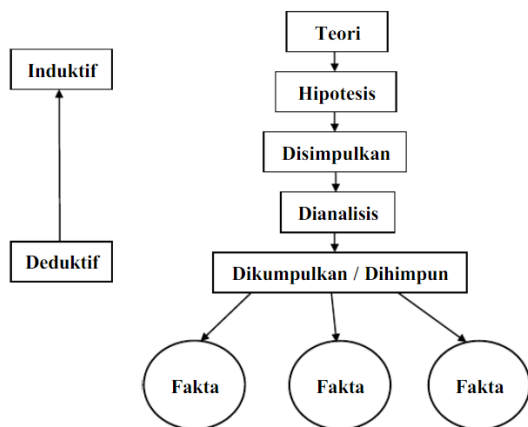 Teori
Induktif
Hipotesis
Disimpulkan
Dianalisis
Deduktif
Dikumpulkan / Dihimpun
Fakta
Fakta
Fakta